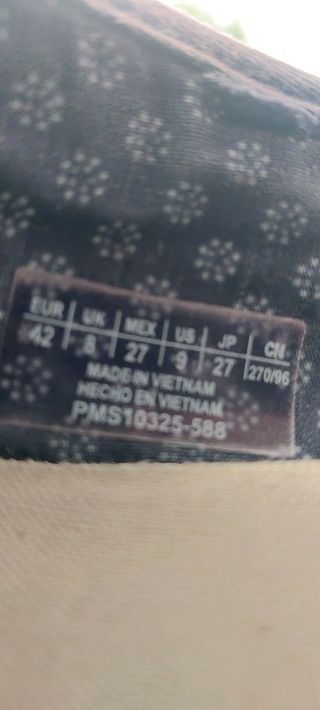 EUR UK MEX US JP CN
42 8 27 9 27 270/96
MADE IN VIETNAM
HECHO EN VIETNAM
PMS10325-588